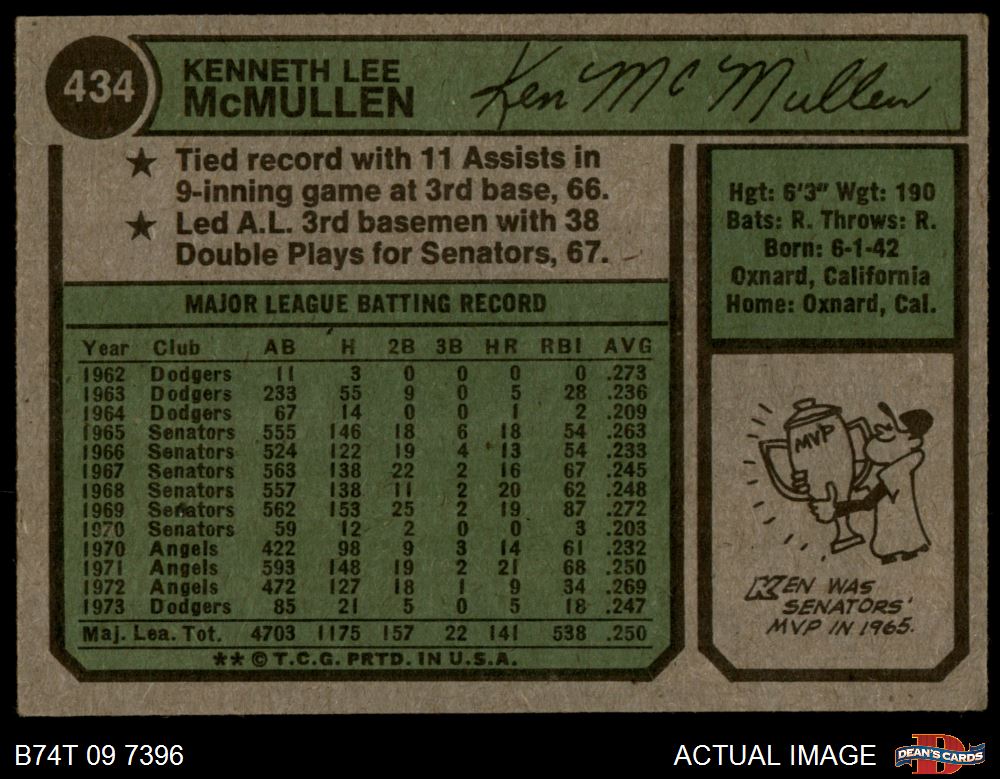 434
KENNETH LEE
McMULLEN
Ken McMullen
★ Tied record with 11 Assists in
9-inning game at 3rd base, 66.
★ Led A.L. 3rd basemen with 38
Double Plays for Senators, 67.
Hgt: 6'3" Wgt: 190
Bats: R. Throws: R.
Born: 6-1-42
Oxnard, California
Home: Oxnard, Cal.
MAJOR LEAGUE BATTING RECORD
Year Club AB H 2B 3B HR RBI AVG
1962 Dodgers 11 3 0 0 0 0 .273
1963 Dodgers 233 55 9 0 5 28 .236
1964 Dodgers 67 14 0 0 1 2 .209
1965 Senators 555 146 18 6 18 54 .263
1966 Senators 524 122 19 4 13 54 .233
1967 Senators 563 138 22 2 16 67 .245
1968 Senators 557 138 11 2 20 62 .248
1969 Senators 562 153 25 2 19 87 .272
1970 Senators 59 12 2 0 0 3 .203
1970 Angels 422 98 9 3 14 61 .232
1971 Angels 593 148 19 2 21 68 .250
1972 Angels 472 127 18 1 9 34 .269
1973 Dodgers 85 21 5 0 5 18 .247
Maj. Lea. Tot. 4703 1175 157 22 141 538 .250
** © T.C.G. PRTD. IN U.S.A.
MVP
KEN WAS
SENATORS'
MVP IN 1965.
B74T 09 7396
ACTUAL IMAGE
DEAN'S CARDS